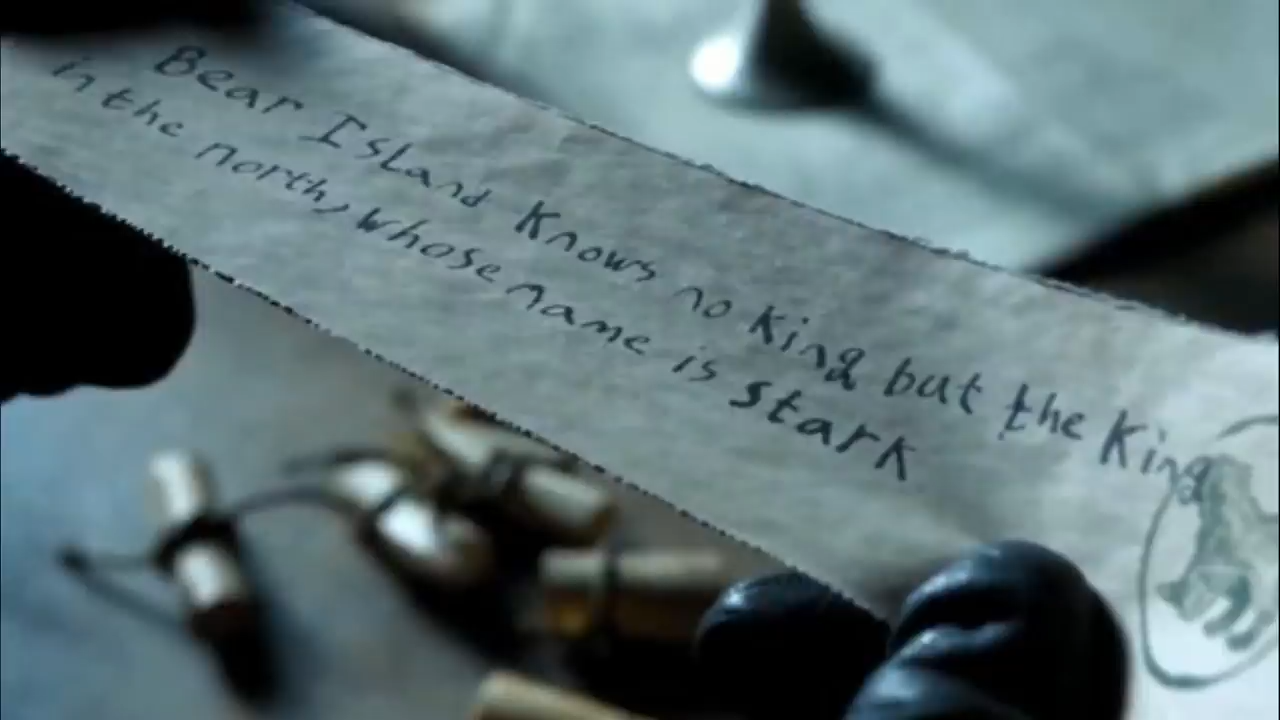 Bear Island Knows no King but the King
in the north, whose name is stark